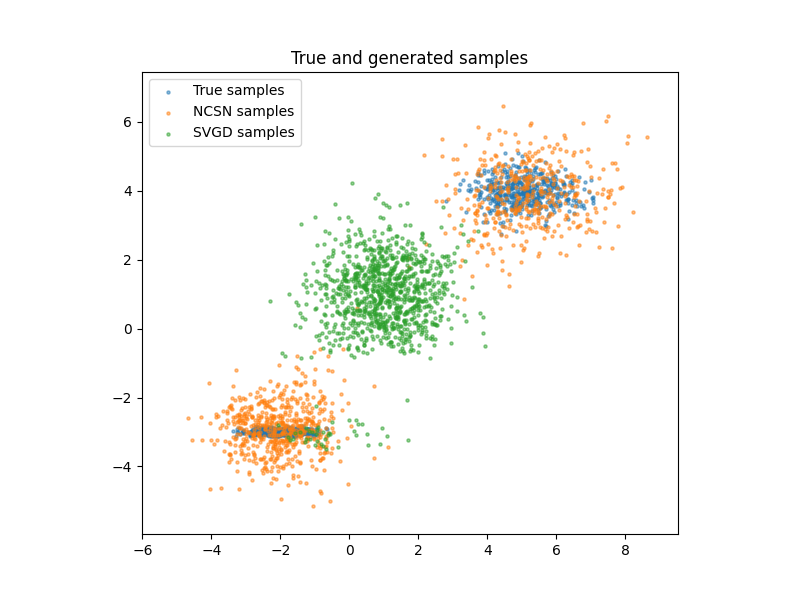 True and generated samples
True samples
NCSN samples
SVGD samples
6
4
2
0
−2
−4
−6 −4 −2 0 2 4 6 8